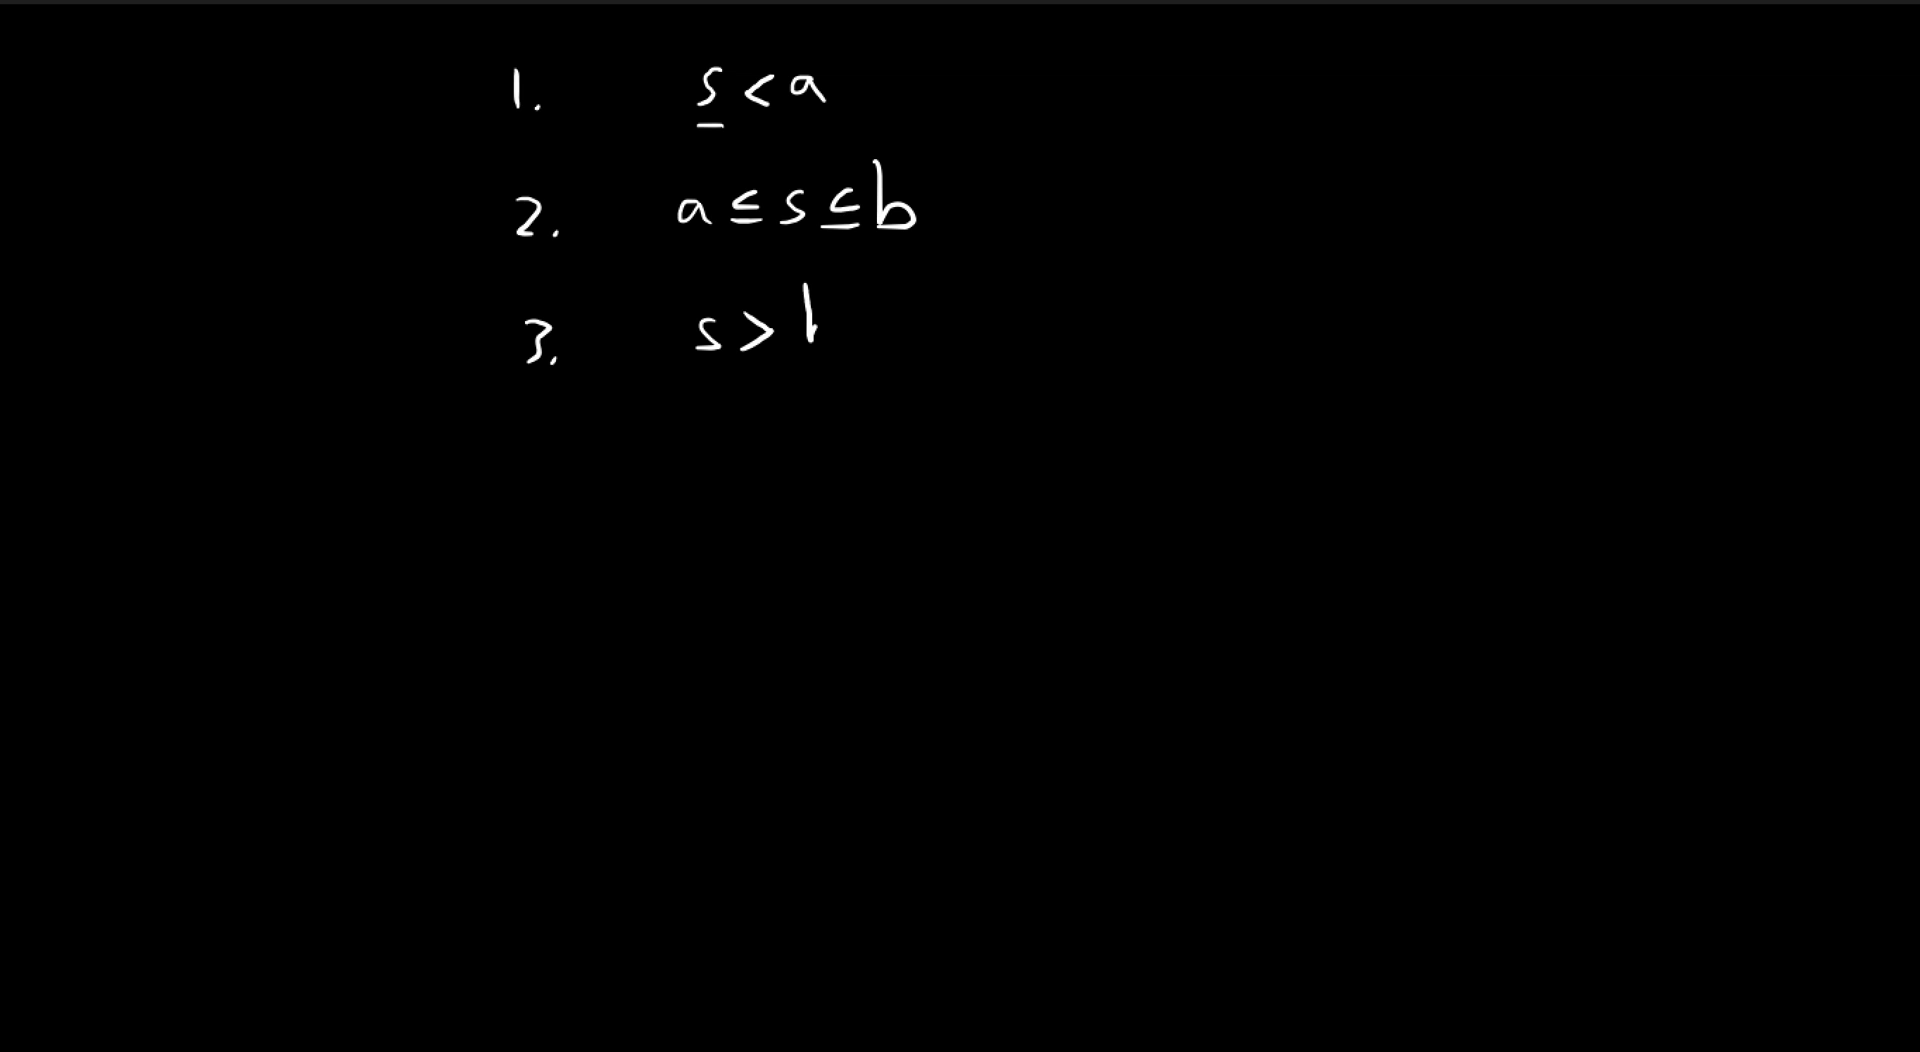 1. s < a
2. a ≤ s ≤ b
3. s >